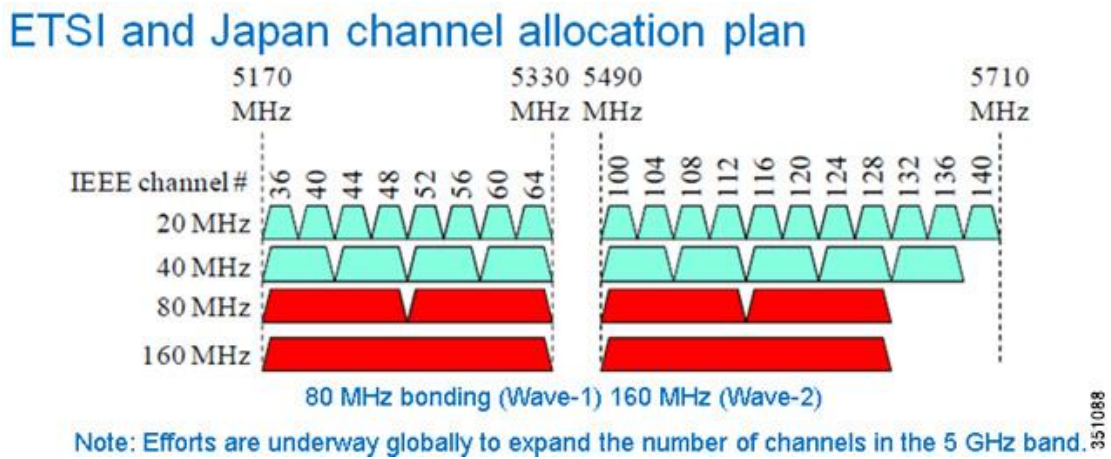 ETSI and Japan channel allocation plan
5170 MHz 5330 MHz 5490 MHz 5710 MHz
IEEE channel # 36 40 44 48 52 56 60 64 100 104 108 112 116 120 124 128 132 136 140
20 MHz
40 MHz
80 MHz
160 MHz
80 MHz bonding (Wave-1) 160 MHz (Wave-2)
Note: Efforts are underway globally to expand the number of channels in the 5 GHz band.
351088